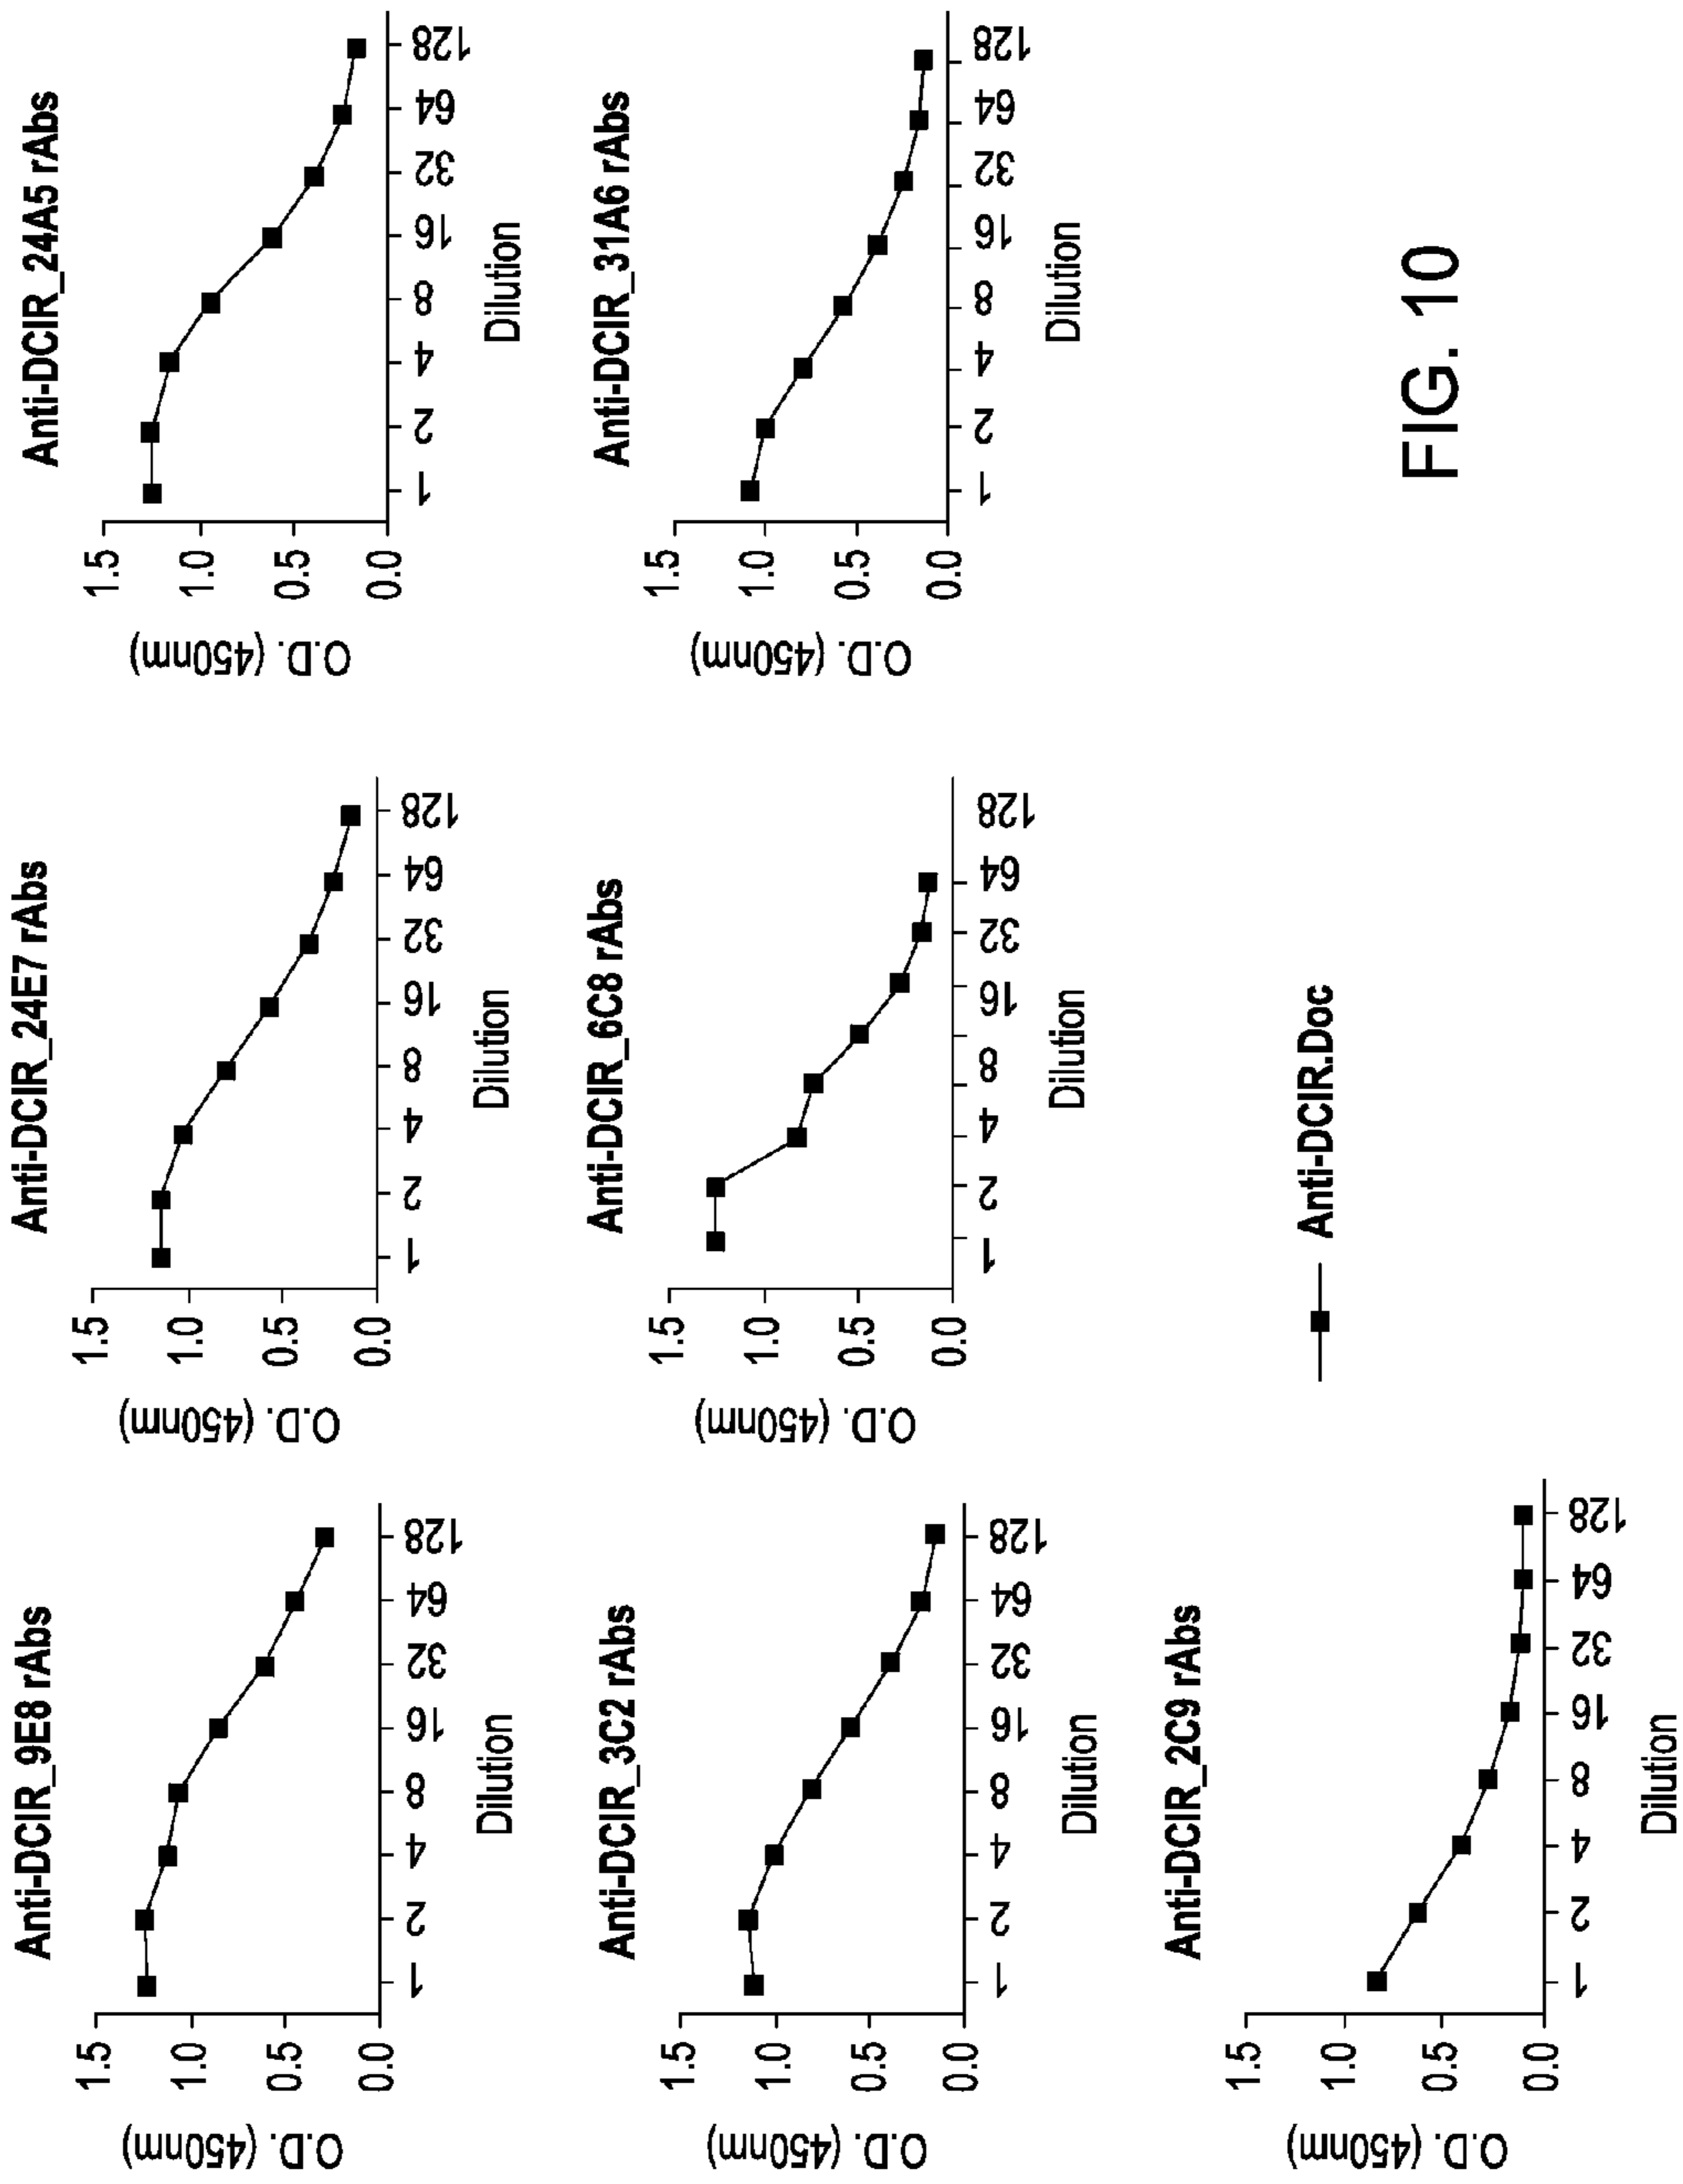 Anti-DCIR_9E8 rAbs
O.D. (450nm)
1.5
1.0
0.5
0.0
1 2 4 8 16 32 64 128
Dilution
Anti-DCIR_24E7 rAbs
O.D. (450nm)
1.5
1.0
0.5
0.0
1 2 4 8 16 32 64 128
Dilution
Anti-DCIR_24A5 rAbs
O.D. (450nm)
1.5
1.0
0.5
0.0
1 2 4 8 16 32 64 128
Dilution
Anti-DCIR_3C2 rAbs
O.D. (450nm)
1.5
1.0
0.5
0.0
1 2 4 8 16 32 64 128
Dilution
Anti-DCIR_6C8 rAbs
O.D. (450nm)
1.5
1.0
0.5
0.0
1 2 4 8 16 32 64 128
Dilution
Anti-DCIR_31A6 rAbs
O.D. (450nm)
1.5
1.0
0.5
0.0
1 2 4 8 16 32 64 128
Dilution
Anti-DCIR_2C9 rAbs
O.D. (450nm)
1.5
1.0
0.5
0.0
1 2 4 8 16 32 64 128
Dilution
Anti-DCIR.Doc
FIG. 10